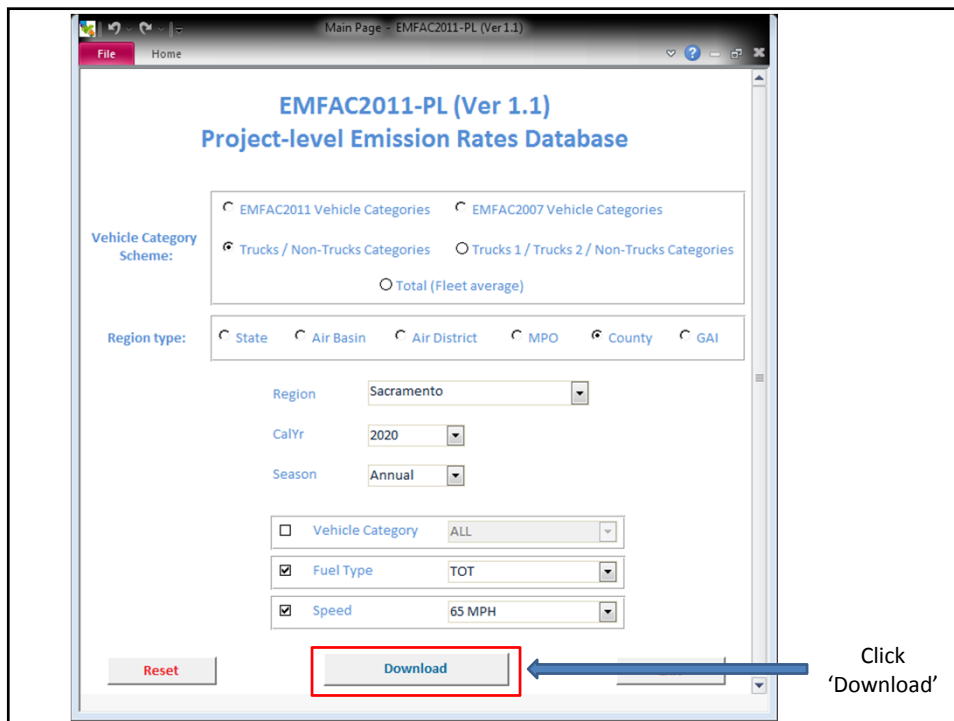 Main Page - EMFAC2011-PL (Ver 1.1)
File Home
EMFAC2011-PL (Ver 1.1)
Project-level Emission Rates Database
Vehicle Category
Scheme:
EMFAC2011 Vehicle Categories EMFAC2007 Vehicle Categories
Trucks / Non-Trucks Categories Trucks 1 / Trucks 2 / Non-Trucks Categories
Total (Fleet average)
Region type: State Air Basin Air District MPO County GAI
Region Sacramento
CalYr 2020
Season Annual
Vehicle Category ALL
Fuel Type TOT
Speed 65 MPH
Reset Download
Click
'Download'